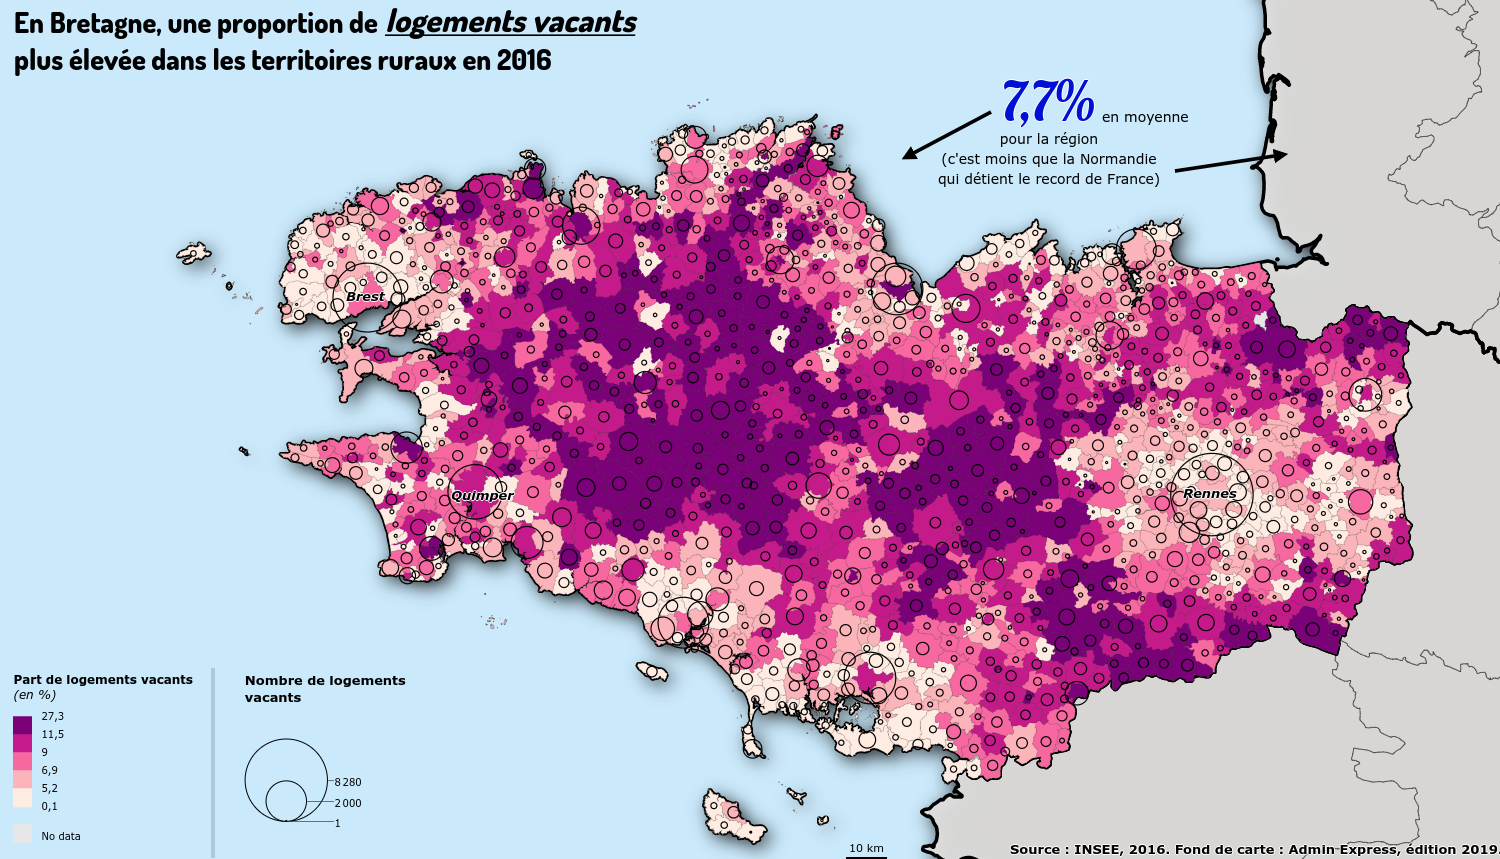 En Bretagne, une proportion de logements vacants
plus élevée dans les territoires ruraux en 2016
7,7% en moyenne
pour la région
(c'est moins que la Normandie
qui détient le record de France)
Brest
Quimper
Rennes
Part de logements vacants
(en %)
27,3
11,5
9
6,9
5,2
0,1
No data
Nombre de logements
vacants
8 280
2 000
1
10 km
Source : INSEE, 2016. Fond de carte : Admin Express, édition 2019.